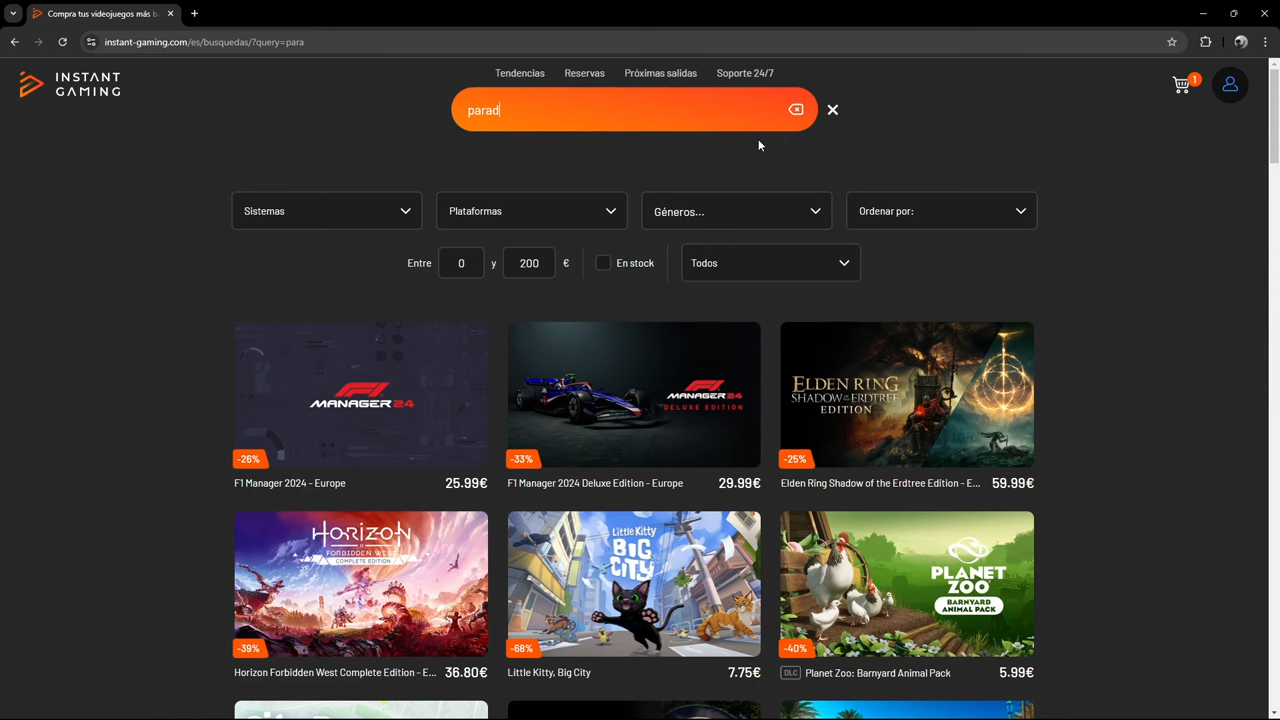 Compra tus videojuegos más b
instant-gaming.com/es/busquedas/?query=para
INSTANT
GAMING
Tendencias
Reservas
Próximas salidas
Soporte 24/7
parad
1
Sistemas
Plataformas
Géneros...
Ordenar por:
Entre 0 y 200 €
En stock
Todos
F1 MANAGER 24
-26%
F1 Manager 2024 - Europe 25.99€
F1 MANAGER 24
DELUXE EDITION
-33%
F1 Manager 2024 Deluxe Edition - Europe 29.99€
ELDEN RING
SHADOW OF THE ERDTREE
EDITION
-25%
Elden Ring Shadow of the Erdtree Edition - E... 59.99€
HORIZON
FORBIDDEN WEST
COMPLETE EDITION
-39%
Horizon Forbidden West Complete Edition - E... 36.80€
Little Kitty
BIG
CITY
-68%
Little Kitty, Big City 7.75€
PLANET
ZOO
BARNYARD
ANIMAL PACK
-40%
DLC Planet Zoo: Barnyard Animal Pack 5.99€